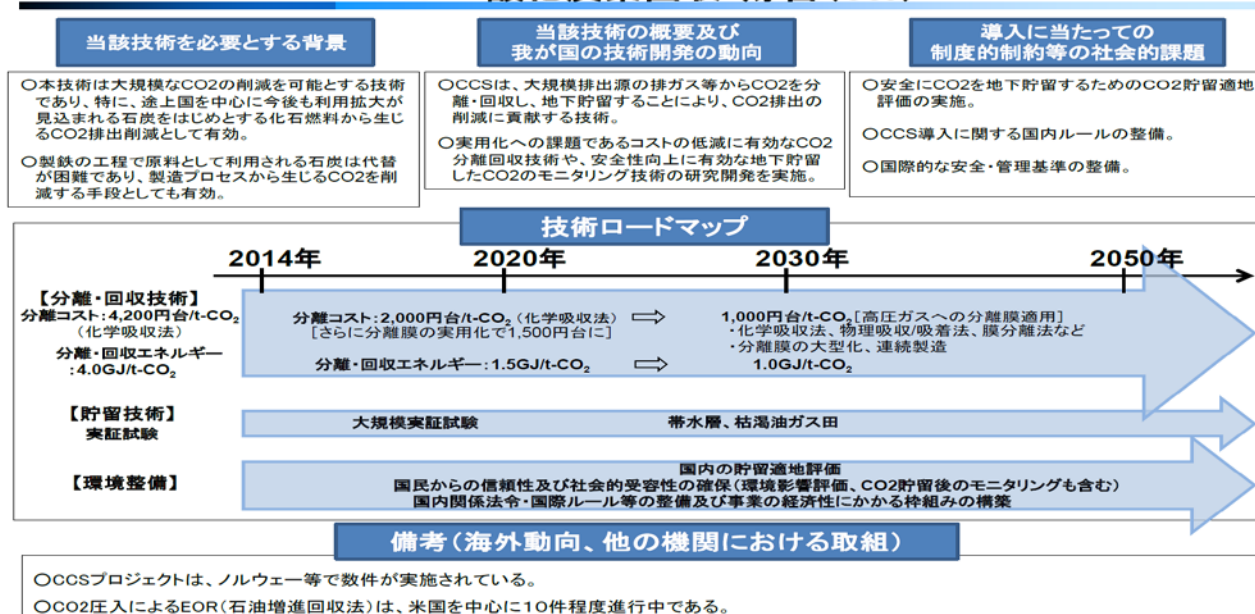 当該技術を必要とする背景
○本技術は大規模なCO2の削減を可能とする技術
であり、特に、途上国を中心に今後も利用拡大が
見込まれる石炭をはじめとする化石燃料から生じ
るCO2排出削減として有効。
○製鉄の工程で原料として利用される石炭は代替
が困難であり、製造プロセスから生じるCO2を削
減する手段としても有効。
当該技術の概要及び
我が国の技術開発の動向
○CCSは、大規模排出源の排ガス等からCO2を分
離・回収し、地下貯留することにより、CO2排出の
削減に貢献する技術。
○実用化への課題であるコストの低減に有効なCO2
分離回収技術や、安全性向上に有効な地下貯留
したCO2のモニタリング技術の研究開発を実施。
導入に当たっての
制度的制約等の社会的課題
○安全にCO2を地下貯留するためのCO2貯留適地
評価の実施。
○CCS導入に関する国内ルールの整備。
○国際的な安全・管理基準の整備。
技術ロードマップ
2014年 2020年 2030年 2050年
【分離・回収技術】
分離コスト:4,200円台/t-CO₂
(化学吸収法)
分離・回収エネルギー
:4.0GJ/t-CO₂
分離コスト:2,000円台/t-CO₂ (化学吸収法) ⇨
[さらに分離膜の実用化で1,500円台に]
分離・回収エネルギー:1.5GJ/t-CO₂ ⇨
1,000円台/t-CO₂[高圧ガスへの分離膜適用]
・化学吸収法、物理吸収/吸着法、膜分離法など
・分離膜の大型化、連続製造
1.0GJ/t-CO₂
【貯留技術】
実証試験
大規模実証試験 帯水層、枯渇油ガス田
【環境整備】
国内の貯留適地評価
国民からの信頼性及び社会的受容性の確保(環境影響評価、CO2貯留後のモニタリングも含む)
国内関係法令・国際ルール等の整備及び事業の経済性にかかる枠組みの構築
備考(海外動向、他の機関における取組)
○CCSプロジェクトは、ノルウェー等で数件が実施されている。
○CO2圧入によるEOR(石油増進回収法)は、米国を中心に10件程度進行中である。